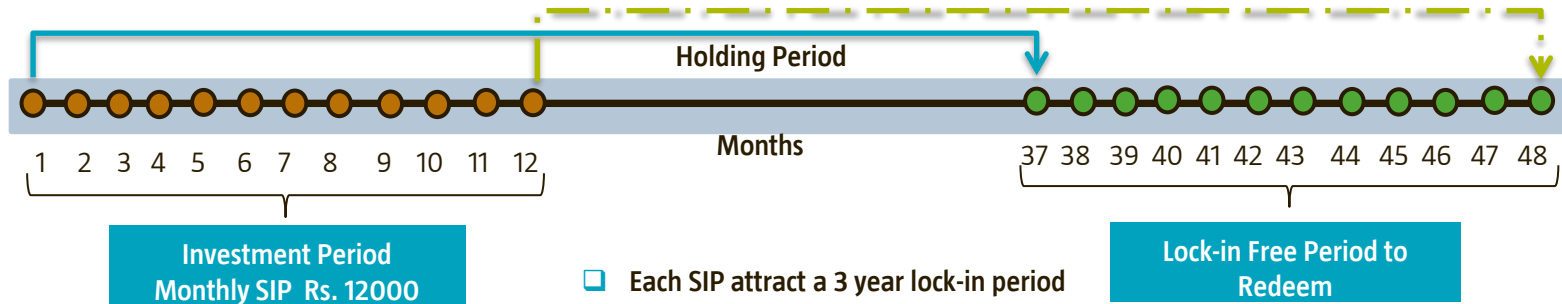 Holding Period
Months
1 2 3 4 5 6 7 8 9 10 11 12
37 38 39 40 41 42 43 44 45 46 47 48
Investment Period
Monthly SIP Rs. 12000
Each SIP attract a 3 year lock-in period
Lock-in Free Period to
Redeem